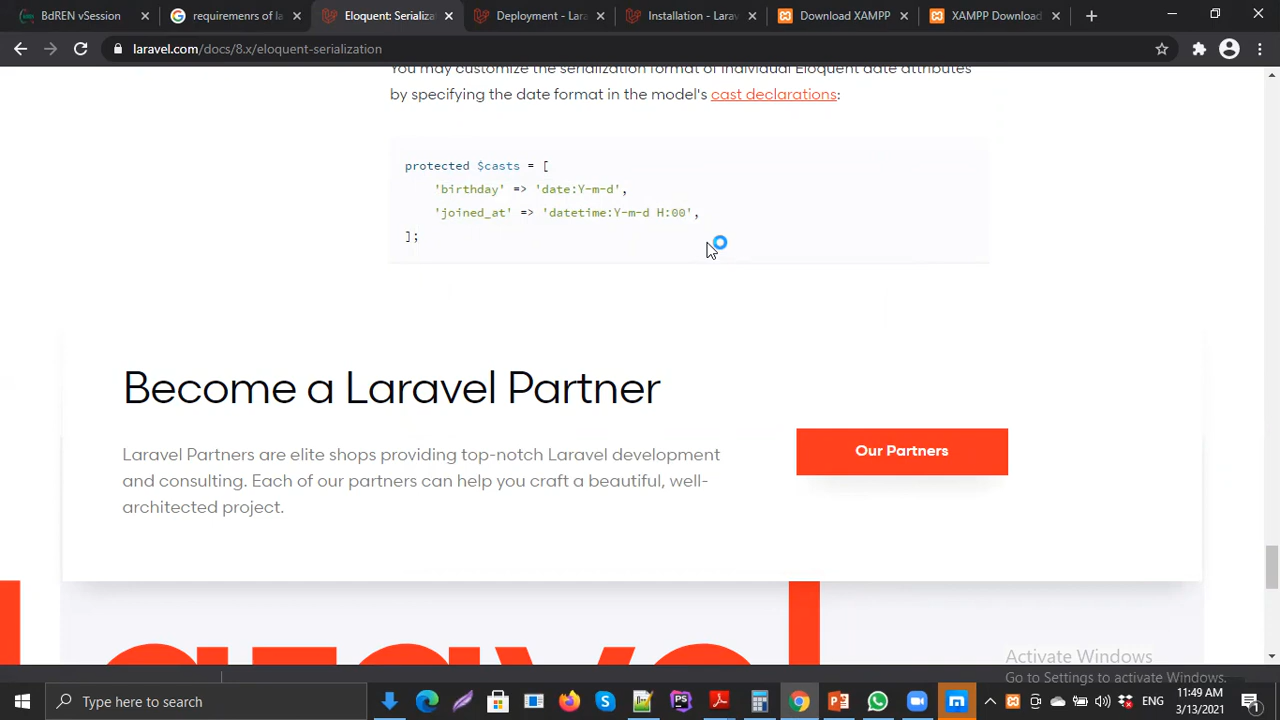 BdREN vSession
requirements of la
Eloquent: Serializa
Deployment - Lara
Installation - Larav
Download XAMPP
XAMPP Download
laravel.com/docs/8.x/eloquent-serialization
You may customize the serialization format of individual Eloquent date attributes
by specifying the date format in the model's cast declarations:
protected $casts = [
'birthday' => 'date:Y-m-d',
'joined_at' => 'datetime:Y-m-d H:00',
];
Become a Laravel Partner
Laravel Partners are elite shops providing top-notch Laravel development
and consulting. Each of our partners can help you craft a beautiful, well-
architected project.
Our Partners
Laravel
Activate Windows
Go to Settings to activate Windows.
Type here to search
ENG
11:49 AM
3/13/2021